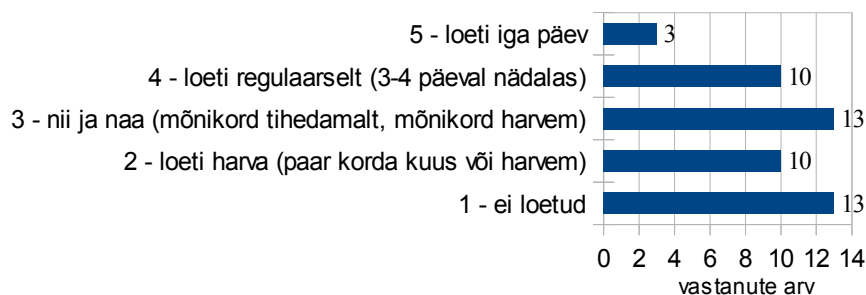 5 - loeti iga päev 3
4 - loeti regulaarselt (3-4 päeval nädalas) 10
3 - nii ja naa (mõnikord tihedamalt, mõnikord harvem) 13
2 - loeti harva (paar korda kuus või harvem) 10
1 - ei loetud 13
0 2 4 6 8 10 12 14
vastanute arv